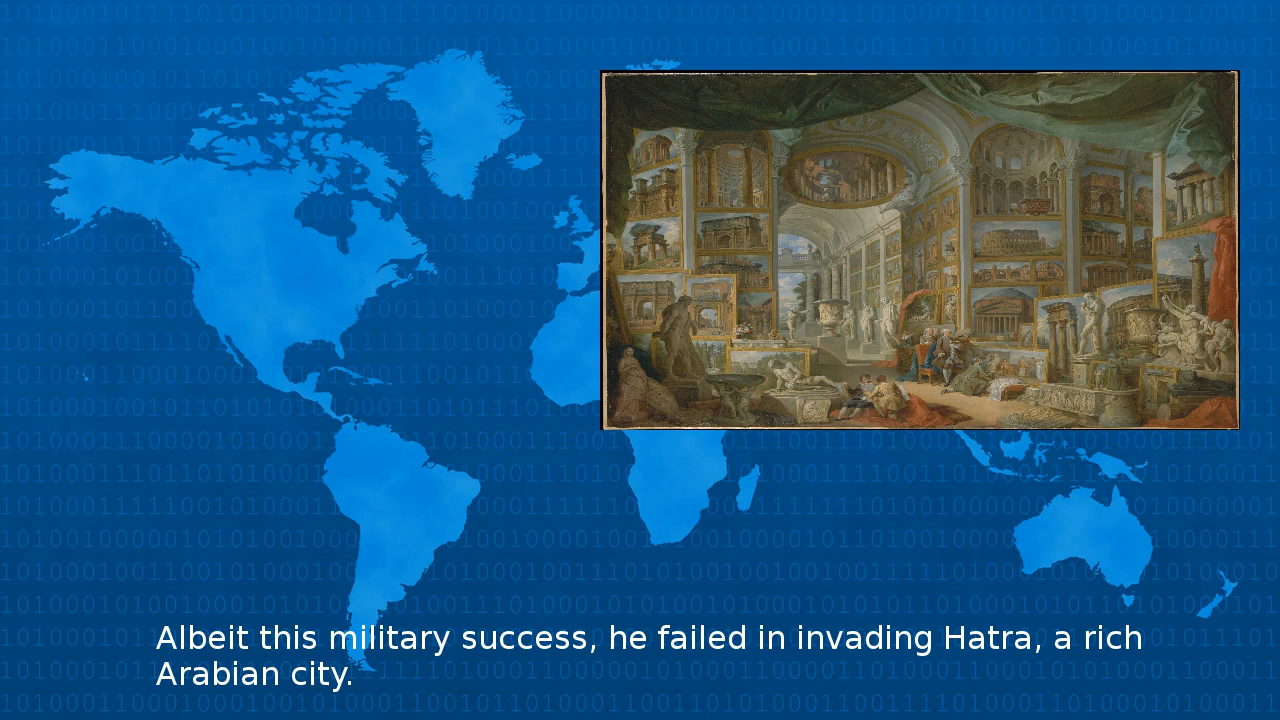 Albeit this military success, he failed in invading Hatra, a rich
Arabian city.